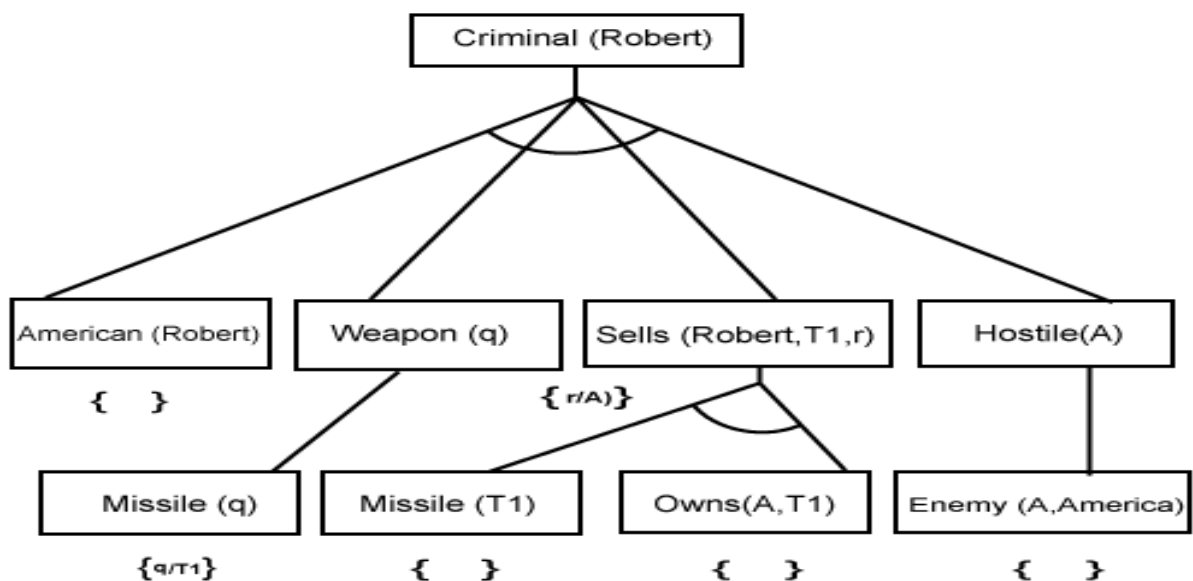 Criminal (Robert)
American (Robert)
Weapon (q)
Sells (Robert,T1,r)
Hostile(A)
{ }
{ r/A)}
Missile (q)
Missile (T1)
Owns(A,T1)
Enemy (A,America)
{q/T1}
{ }
{ }
{ }